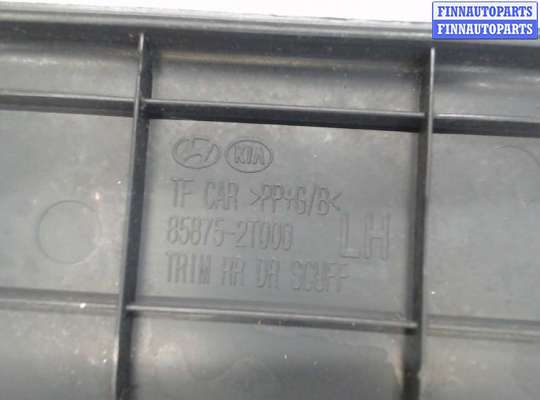 FINNAUTOPARTS
FINNAUTOPARTS
KIA
TF CAR >PP+G/B<
85875-2T000 LH
TRIM RR DR SCUFF